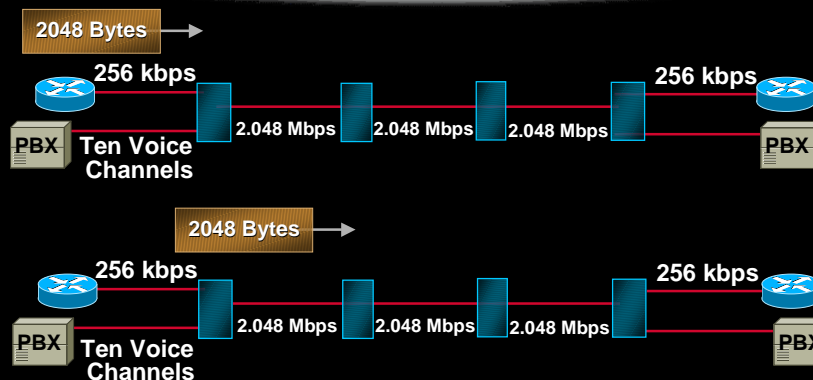 2048 Bytes
256 kbps
256 kbps
PBX
Ten Voice
Channels
2.048 Mbps
2.048 Mbps
2.048 Mbps
PBX
2048 Bytes
256 kbps
256 kbps
PBX
Ten Voice
Channels
2.048 Mbps
2.048 Mbps
2.048 Mbps
PBX